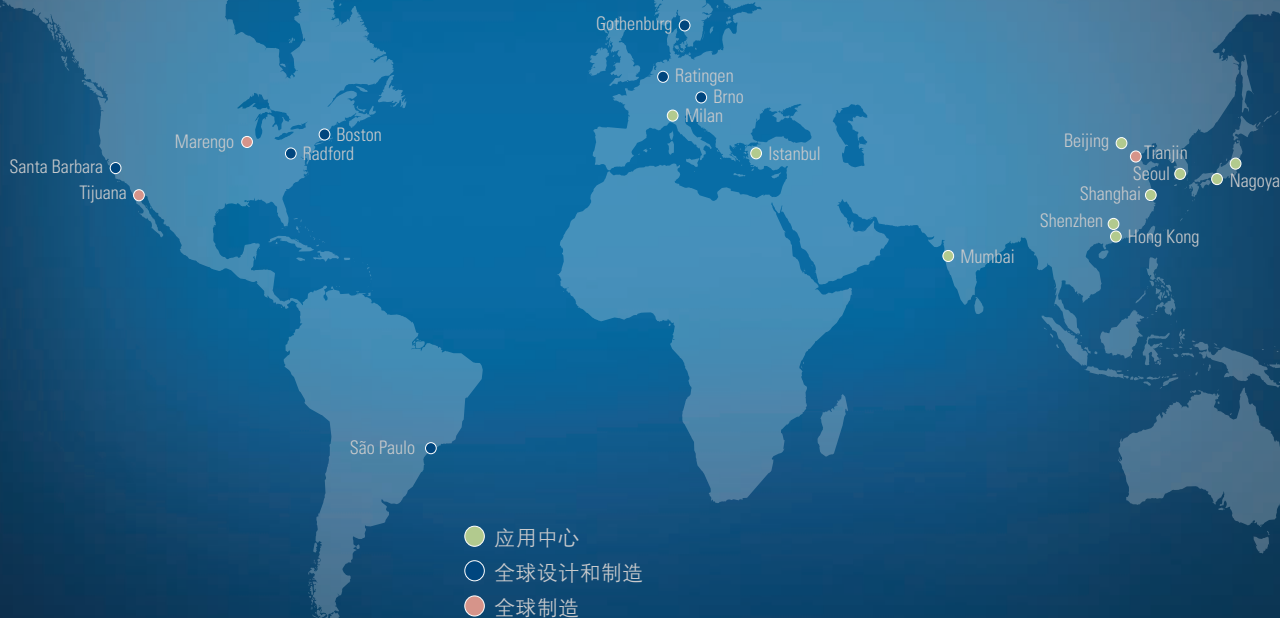 Gothenburg
Ratingen
Brno
Milan
Istanbul
Marengo
Boston
Radford
Santa Barbara
Tijuana
Beijing
Tianjin
Seoul
Nagoya
Shanghai
Shenzhen
Hong Kong
Mumbai
São Paulo
应用中心
全球设计和制造
全球制造